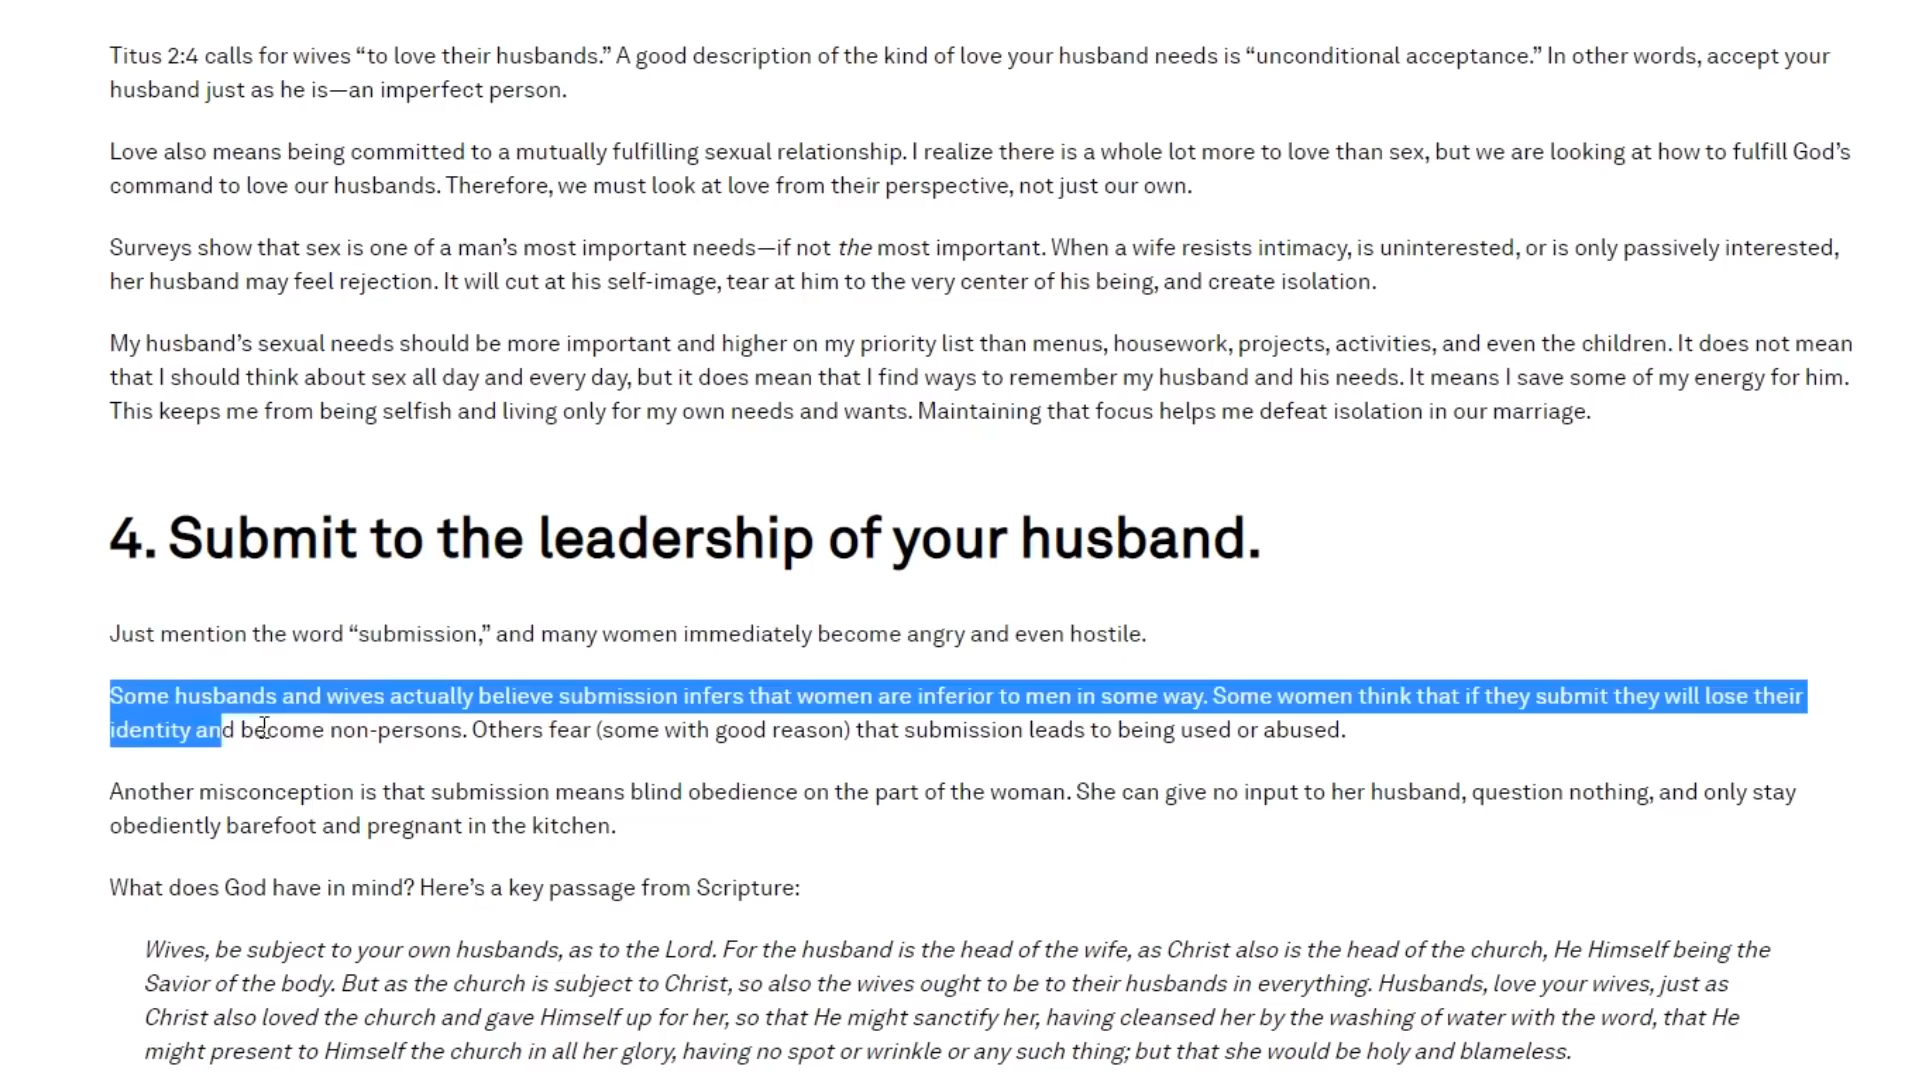 Titus 2:4 calls for wives “to love their husbands.” A good description of the kind of love your husband needs is “unconditional acceptance.” In other words, accept your
husband just as he is—an imperfect person.
Love also means being committed to a mutually fulfilling sexual relationship. I realize there is a whole lot more to love than sex, but we are looking at how to fulfill God’s
command to love our husbands. Therefore, we must look at love from their perspective, not just our own.
Surveys show that sex is one of a man’s most important needs—if not the most important. When a wife resists intimacy, is uninterested, or is only passively interested,
her husband may feel rejection. It will cut at his self-image, tear at him to the very center of his being, and create isolation.
My husband’s sexual needs should be more important and higher on my priority list than menus, housework, projects, activities, and even the children. It does not mean
that I should think about sex all day and every day, but it does mean that I find ways to remember my husband and his needs. It means I save some of my energy for him.
This keeps me from being selfish and living only for my own needs and wants. Maintaining that focus helps me defeat isolation in our marriage.
4. Submit to the leadership of your husband.
Just mention the word “submission,” and many women immediately become angry and even hostile.
Some husbands and wives actually believe submission infers that women are inferior to men in some way. Some women think that if they submit they will lose their
identity and become non-persons. Others fear (some with good reason) that submission leads to being used or abused.
Another misconception is that submission means blind obedience on the part of the woman. She can give no input to her husband, question nothing, and only stay
obediently barefoot and pregnant in the kitchen.
What does God have in mind? Here’s a key passage from Scripture:
Wives, be subject to your own husbands, as to the Lord. For the husband is the head of the wife, as Christ also is the head of the church, He Himself being the
Savior of the body. But as the church is subject to Christ, so also the wives ought to be to their husbands in everything. Husbands, love your wives, just as
Christ also loved the church and gave Himself up for her, so that He might sanctify her, having cleansed her by the washing of water with the word, that He
might present to Himself the church in all her glory, having no spot or wrinkle or any such thing; but that she would be holy and blameless.